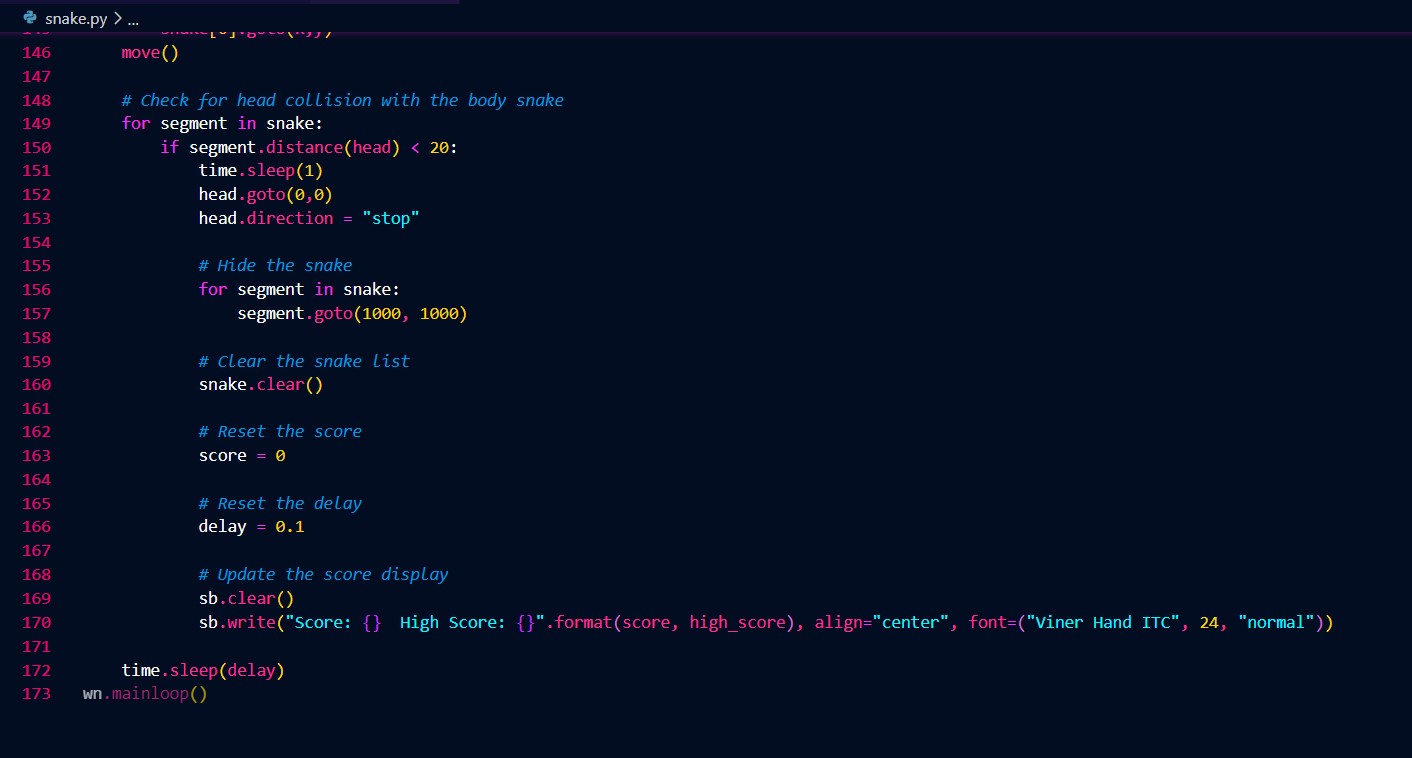 snake.py > ...
146 move()
147
148 # Check for head collision with the body snake
149 for segment in snake:
150 if segment.distance(head) < 20:
151 time.sleep(1)
152 head.goto(0,0)
153 head.direction = "stop"
154
155 # Hide the snake
156 for segment in snake:
157 segment.goto(1000, 1000)
158
159 # Clear the snake list
160 snake.clear()
161
162 # Reset the score
163 score = 0
164
165 # Reset the delay
166 delay = 0.1
167
168 # Update the score display
169 sb.clear()
170 sb.write("Score: {}  High Score: {}".format(score, high_score), align="center", font=("Viner Hand ITC", 24, "normal"))
171
172 time.sleep(delay)
173 wn.mainloop()